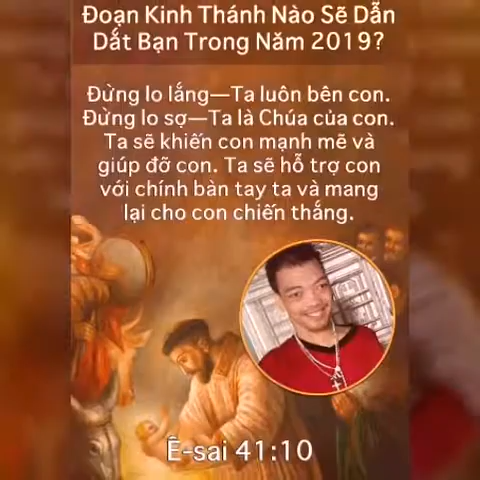 Đoạn Kinh Thánh Nào Sẽ Dẫn
Dắt Bạn Trong Năm 2019?
Đừng lo lắng—Ta luôn bên con.
Đừng lo sợ—Ta là Chúa của con.
Ta sẽ khiến con mạnh mẽ và
giúp đỡ con. Ta sẽ hỗ trợ con
với chính bàn tay ta và mang
lại cho con chiến thắng.
Ê-sai 41:10